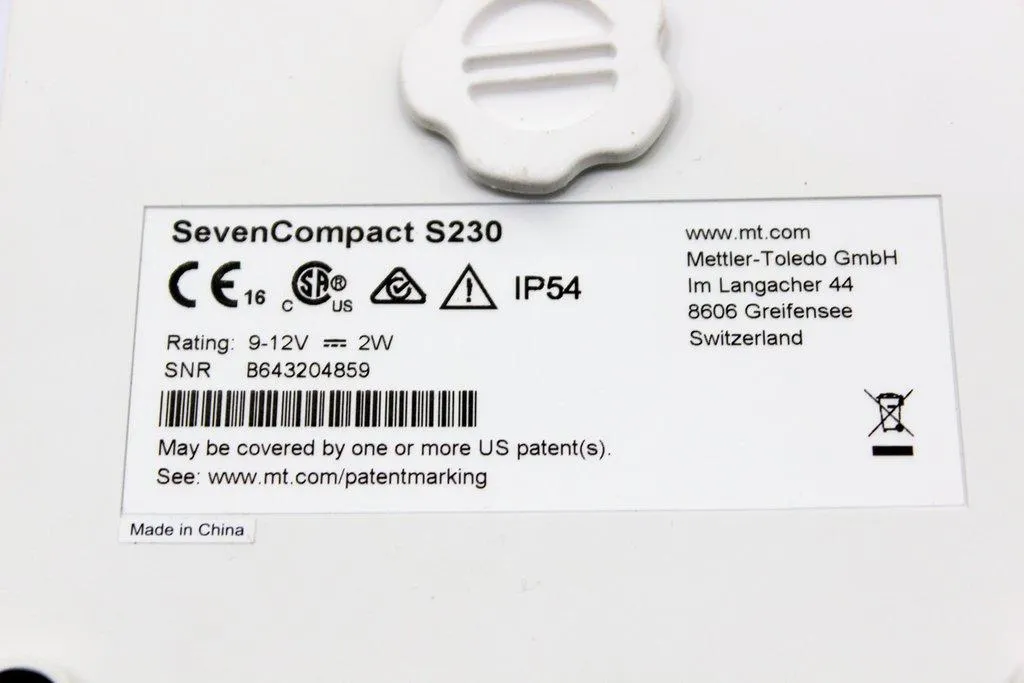 SevenCompact S230
CE 16 C SA® US IP54
Rating: 9-12V 2W
SNR B643204859
May be covered by one or more US patent(s).
See: www.mt.com/patentmarking
www.mt.com
Mettler-Toledo GmbH
Im Langacher 44
8606 Greifensee
Switzerland
Made in China